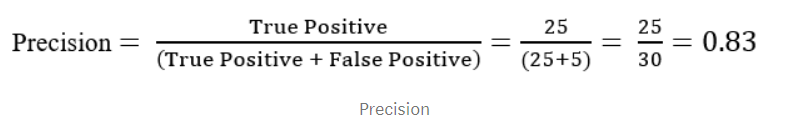 Precision = True Positive / (True Positive + False Positive) = 25 / (25+5) = 25 / 30 = 0.83
Precision